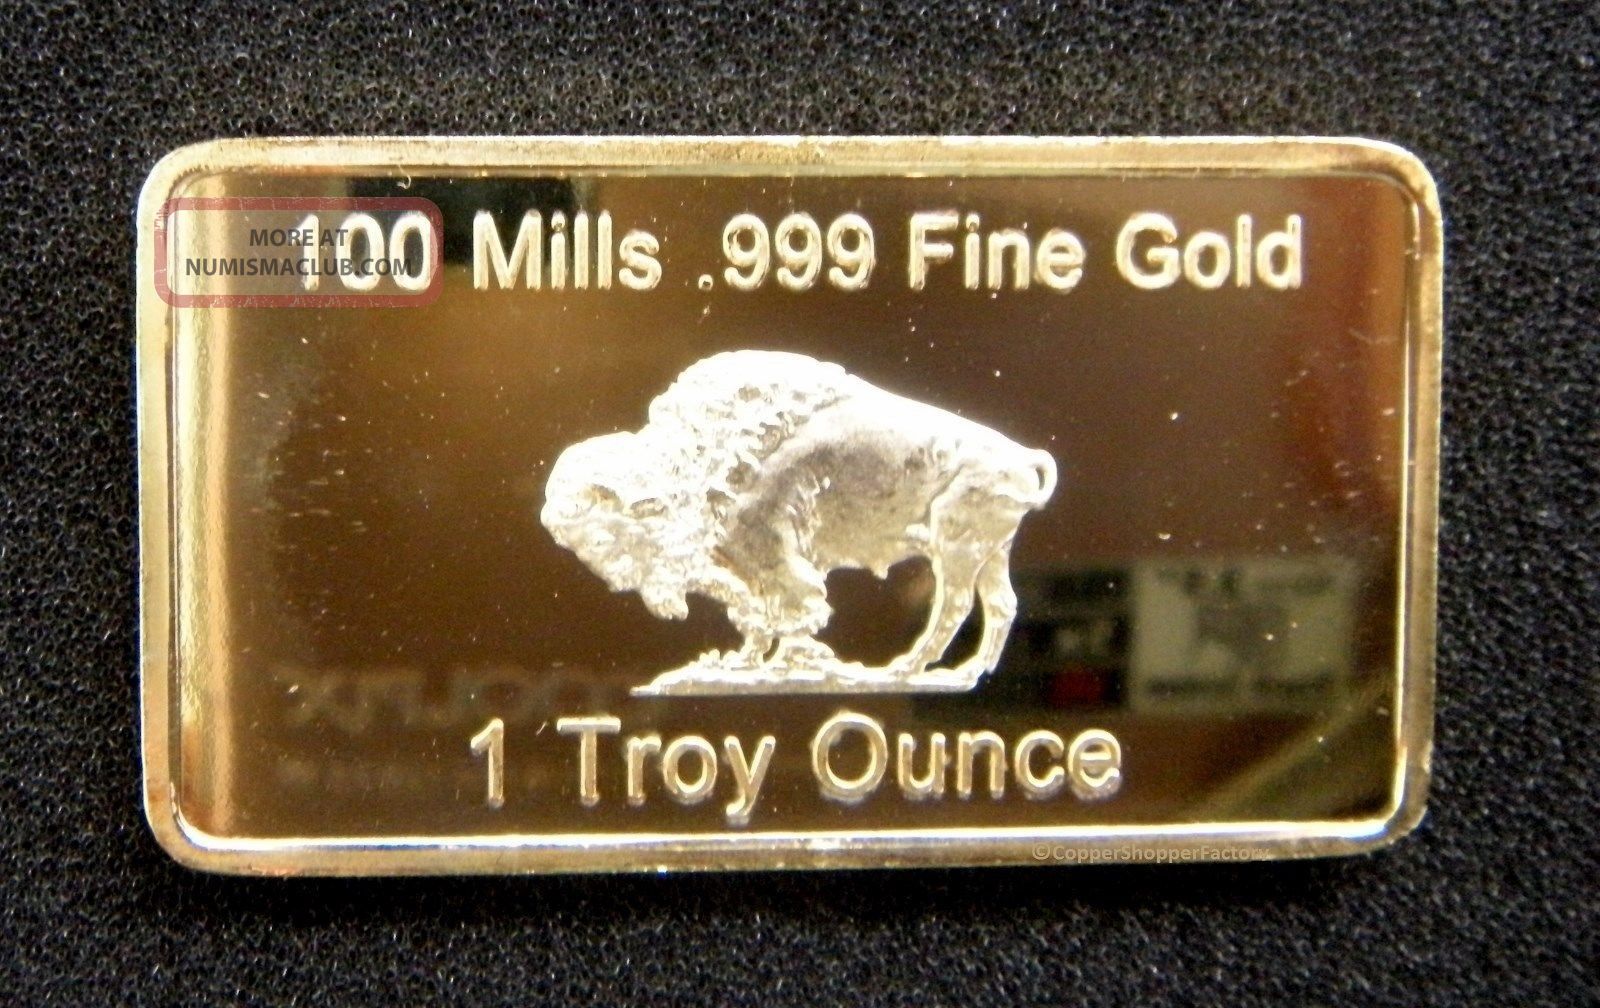 100 Mills .999 Fine Gold
MORE AT
NUMISMACLUB.COM
1 Troy Ounce
©CopperShopperFactory